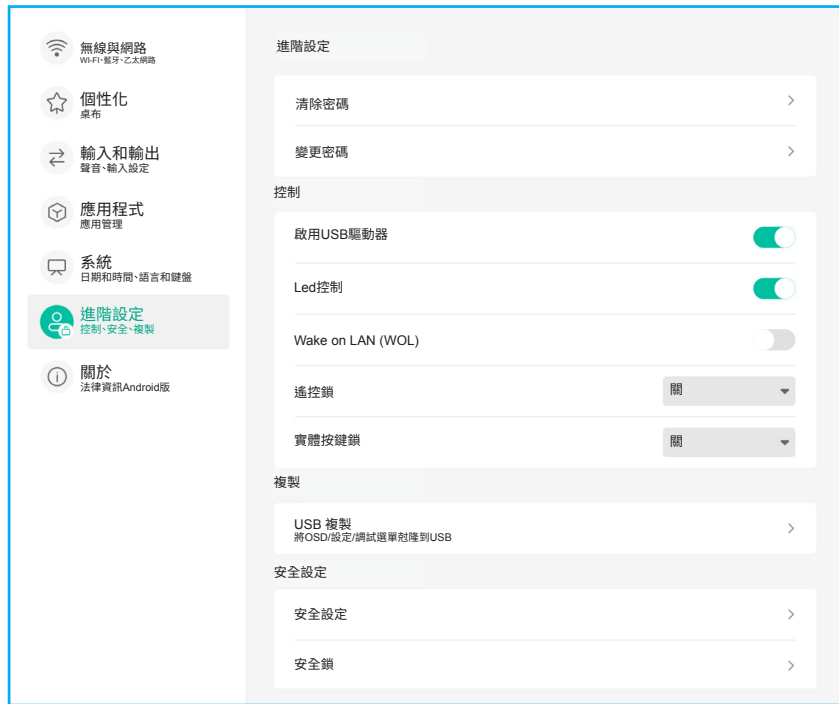 無線與網路
WI-FI、藍牙、乙太網路
個性化
桌布
輸入和輸出
聲音、輸入設定
應用程式
應用管理
系統
日期和時間、語言和鍵盤
進階設定
控制、安全、複製
關於
法律資訊Android版
進階設定
清除密碼
變更密碼
控制
啟用USB驅動器
Led控制
Wake on LAN (WOL)
遙控鎖
關
實體按鍵鎖
關
複製
USB 複製
將OSD/設定/調試選單尅隆到USB
安全設定
安全設定
安全鎖